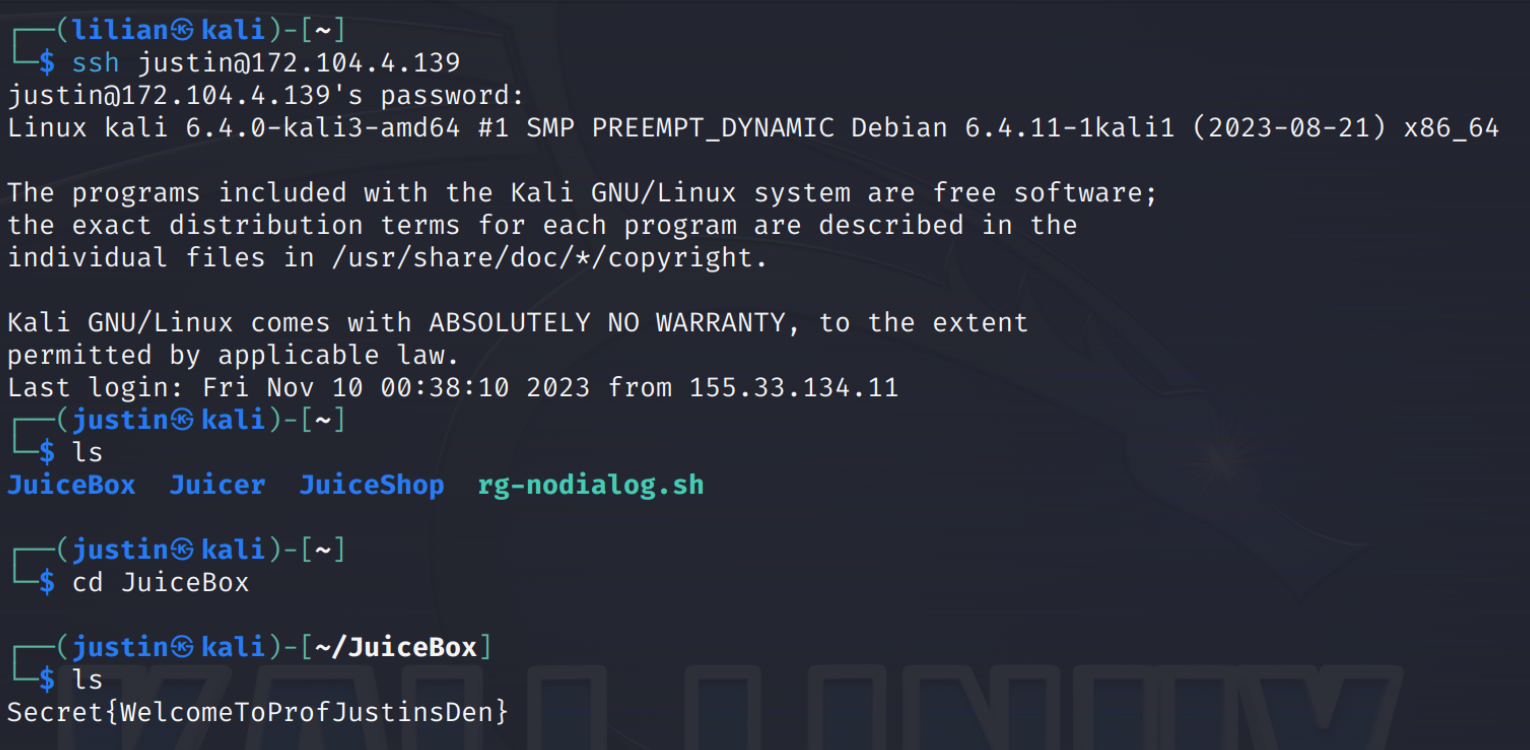 ┌──(lilian㉿kali)-[~]
└─$ ssh justin@172.104.4.139
justin@172.104.4.139's password:
Linux kali 6.4.0-kali3-amd64 #1 SMP PREEMPT_DYNAMIC Debian 6.4.11-1kali1 (2023-08-21) x86_64
The programs included with the Kali GNU/Linux system are free software;
the exact distribution terms for each program are described in the
individual files in /usr/share/doc/*/copyright.
Kali GNU/Linux comes with ABSOLUTELY NO WARRANTY, to the extent
permitted by applicable law.
Last login: Fri Nov 10 00:38:10 2023 from 155.33.134.11
┌──(justin㉿kali)-[~]
└─$ ls
JuiceBox  Juicer  JuiceShop  rg-nodialog.sh
┌──(justin㉿kali)-[~]
└─$ cd JuiceBox
┌──(justin㉿kali)-[~/JuiceBox]
└─$ ls
Secret{WelcomeToProfJustinsDen}
KALI LINUX